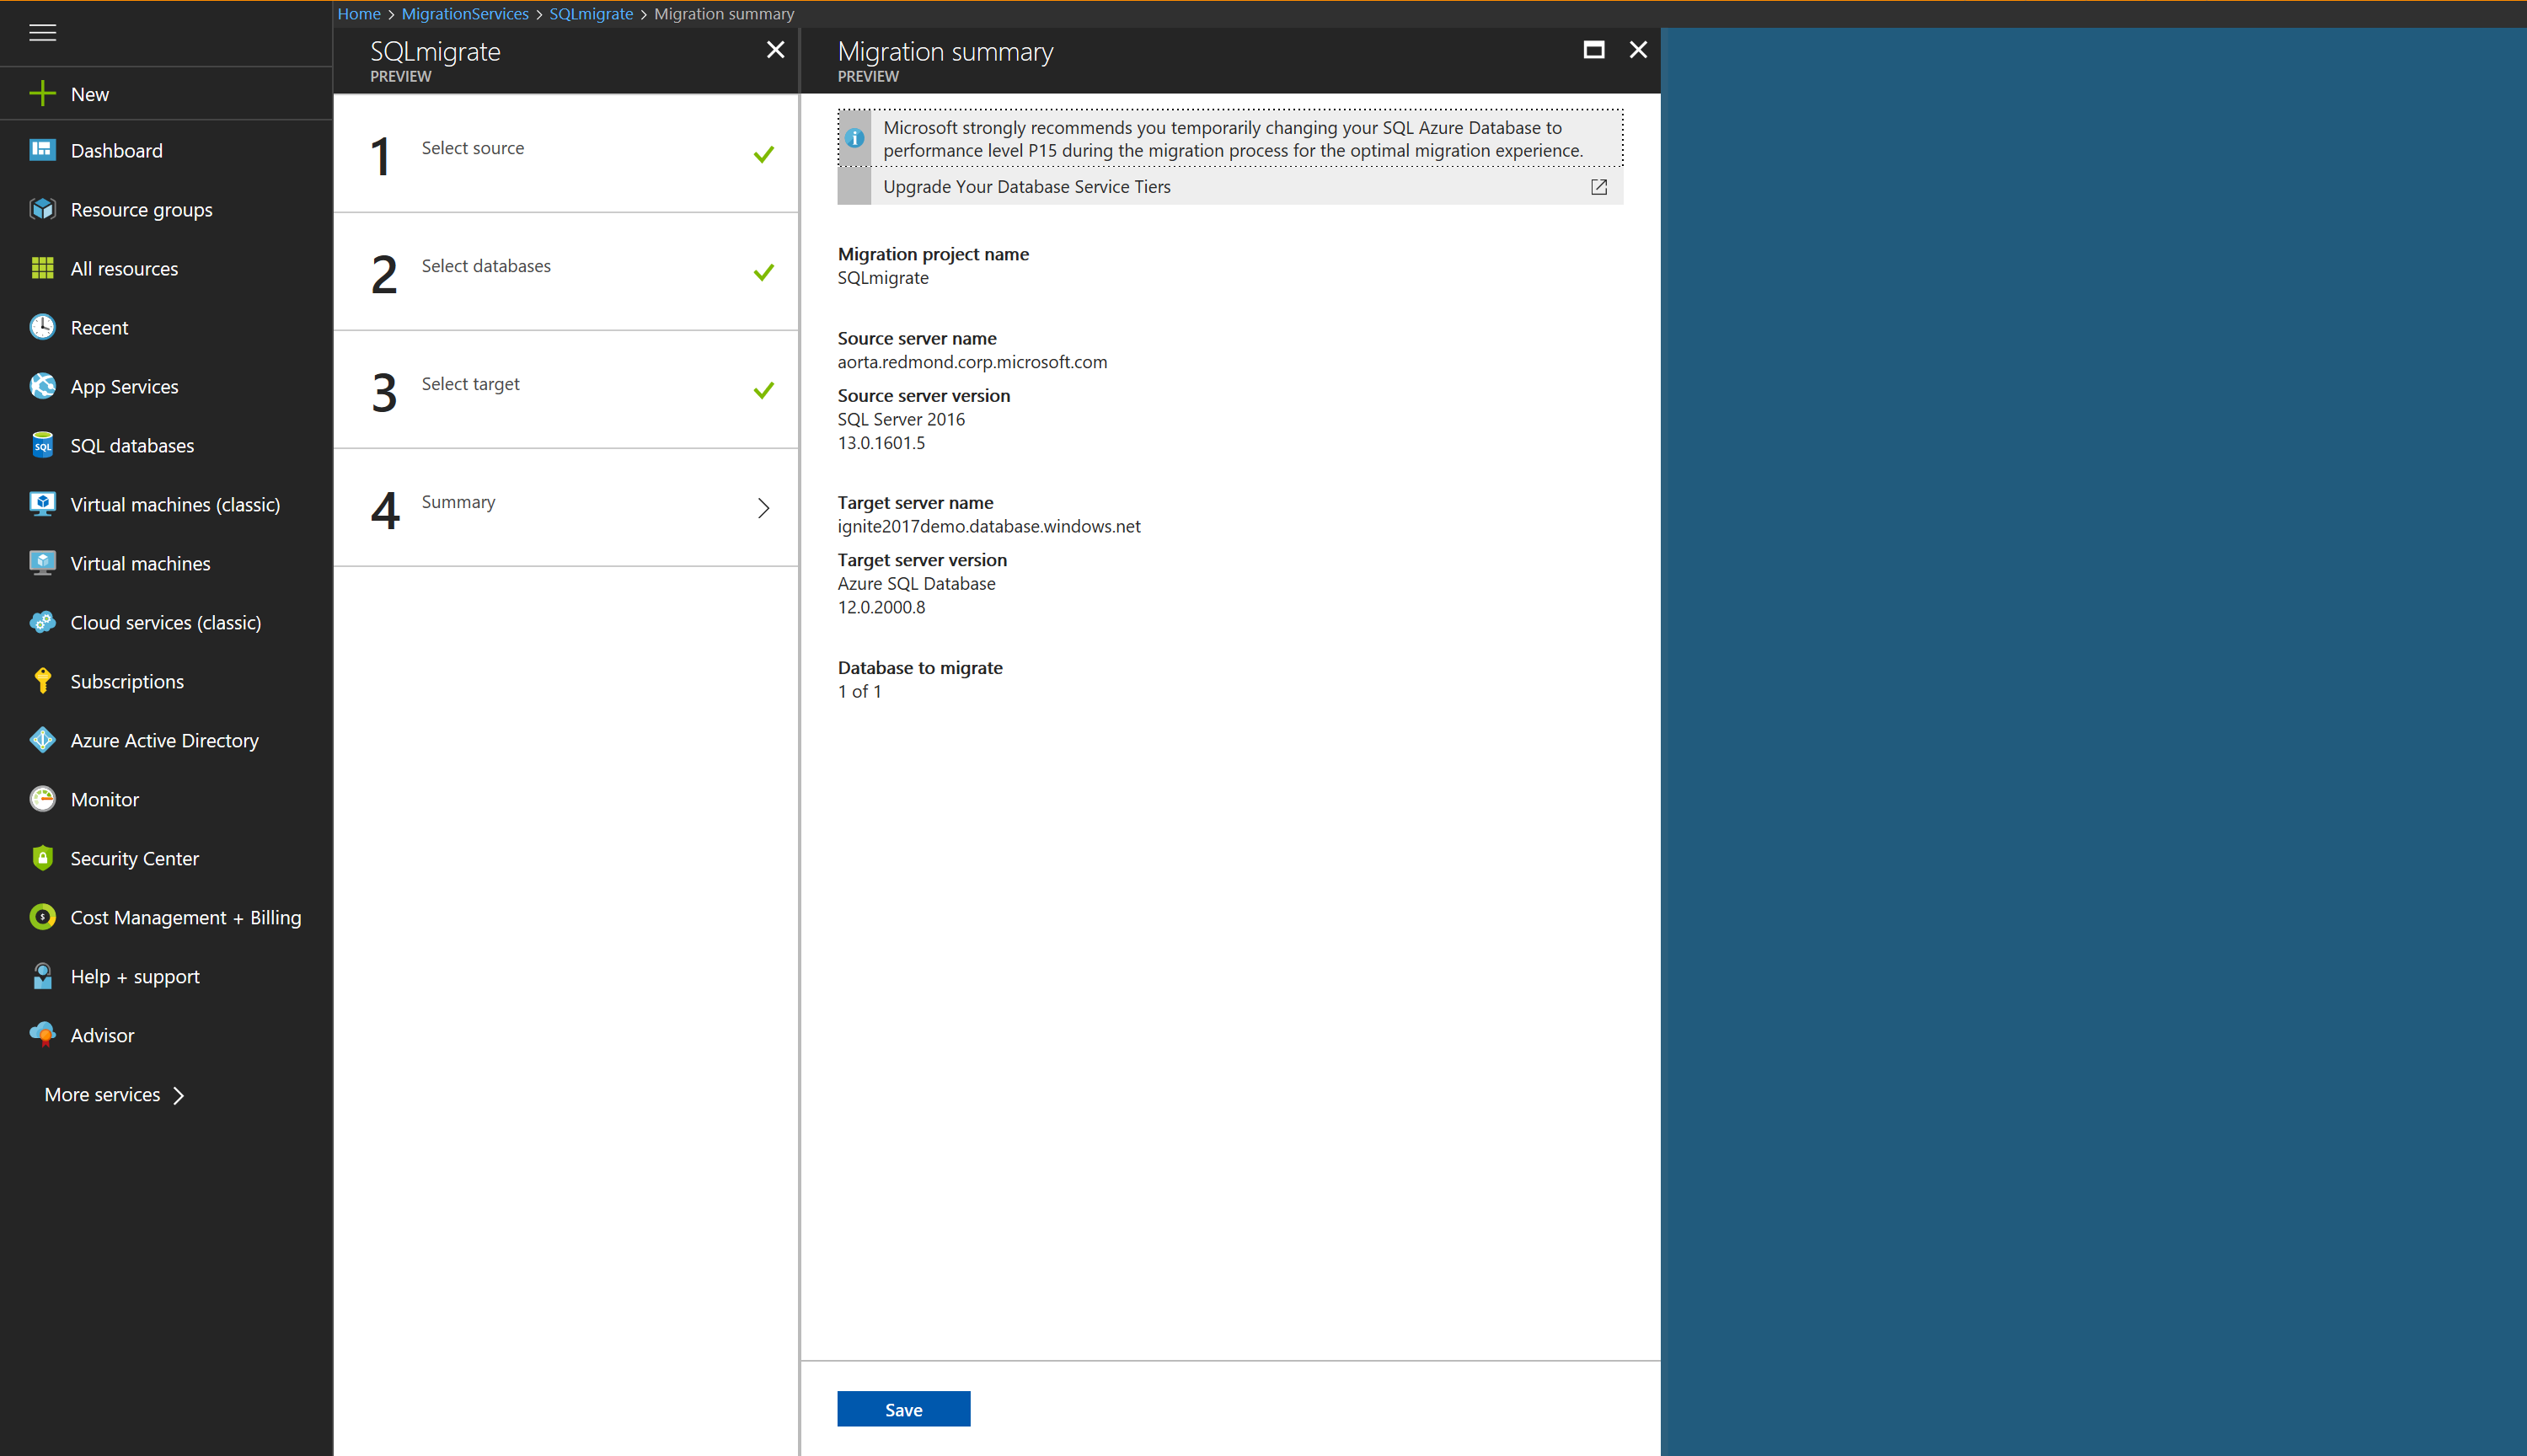 Home > MigrationServices > SQLmigrate > Migration summary
New
Dashboard
Resource groups
All resources
Recent
App Services
SQL
SQL databases
Virtual machines (classic)
Virtual machines
Cloud services (classic)
Subscriptions
Azure Active Directory
Monitor
Security Center
Cost Management + Billing
Help + support
Advisor
More services
SQLmigrate
PREVIEW
1 Select source
2 Select databases
3 Select target
4 Summary
Migration summary
PREVIEW
Microsoft strongly recommends you temporarily changing your SQL Azure Database to
performance level P15 during the migration process for the optimal migration experience.
Upgrade Your Database Service Tiers
Migration project name
SQLmigrate
Source server name
aorta.redmond.corp.microsoft.com
Source server version
SQL Server 2016
13.0.1601.5
Target server name
ignite2017demo.database.windows.net
Target server version
Azure SQL Database
12.0.2000.8
Database to migrate
1 of 1
Save